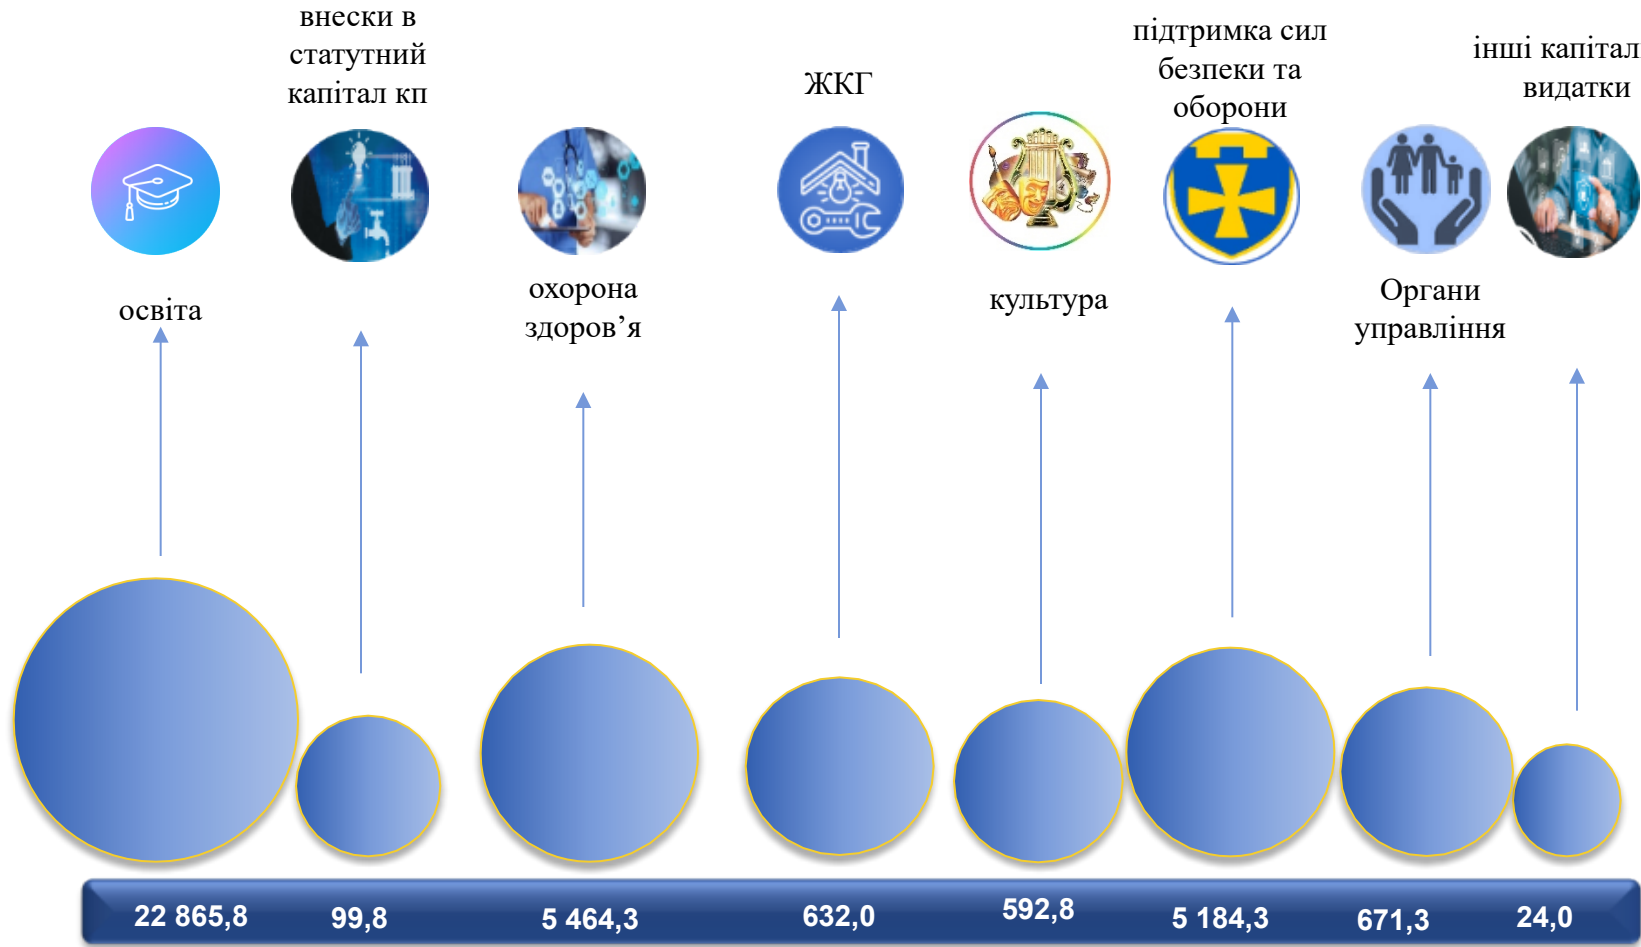 внески в
статутний
капітал кп
ЖКГ
підтримка сил
безпеки та
оборони
інші капітал
видатки
освіта
охорона
здоров’я
культура
Органи
управління
22 865,8
99,8
5 464,3
632,0
592,8
5 184,3
671,3
24,0